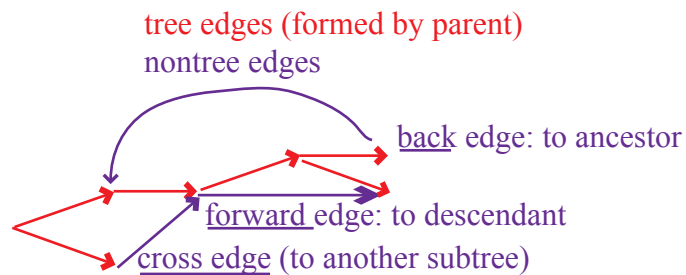 tree edges (formed by parent)
nontree edges
back edge: to ancestor
forward edge: to descendant
cross edge (to another subtree)